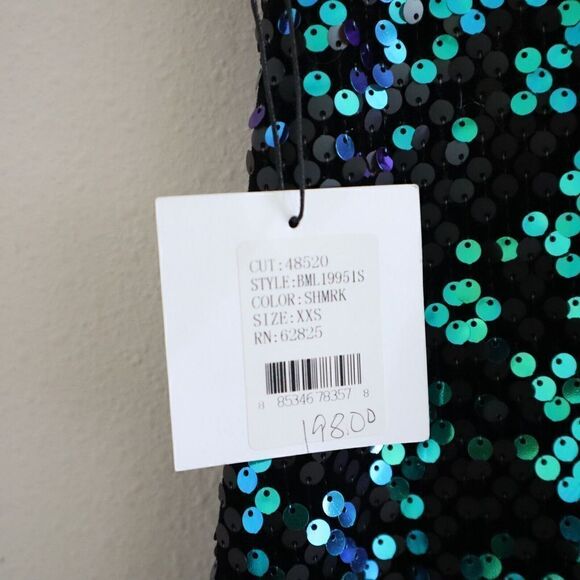 CUT:48520
STYLE:BML19951S
COLOR:SHMRK
SIZE:XXS
RN:62825
8 85346 78357 8
198.00